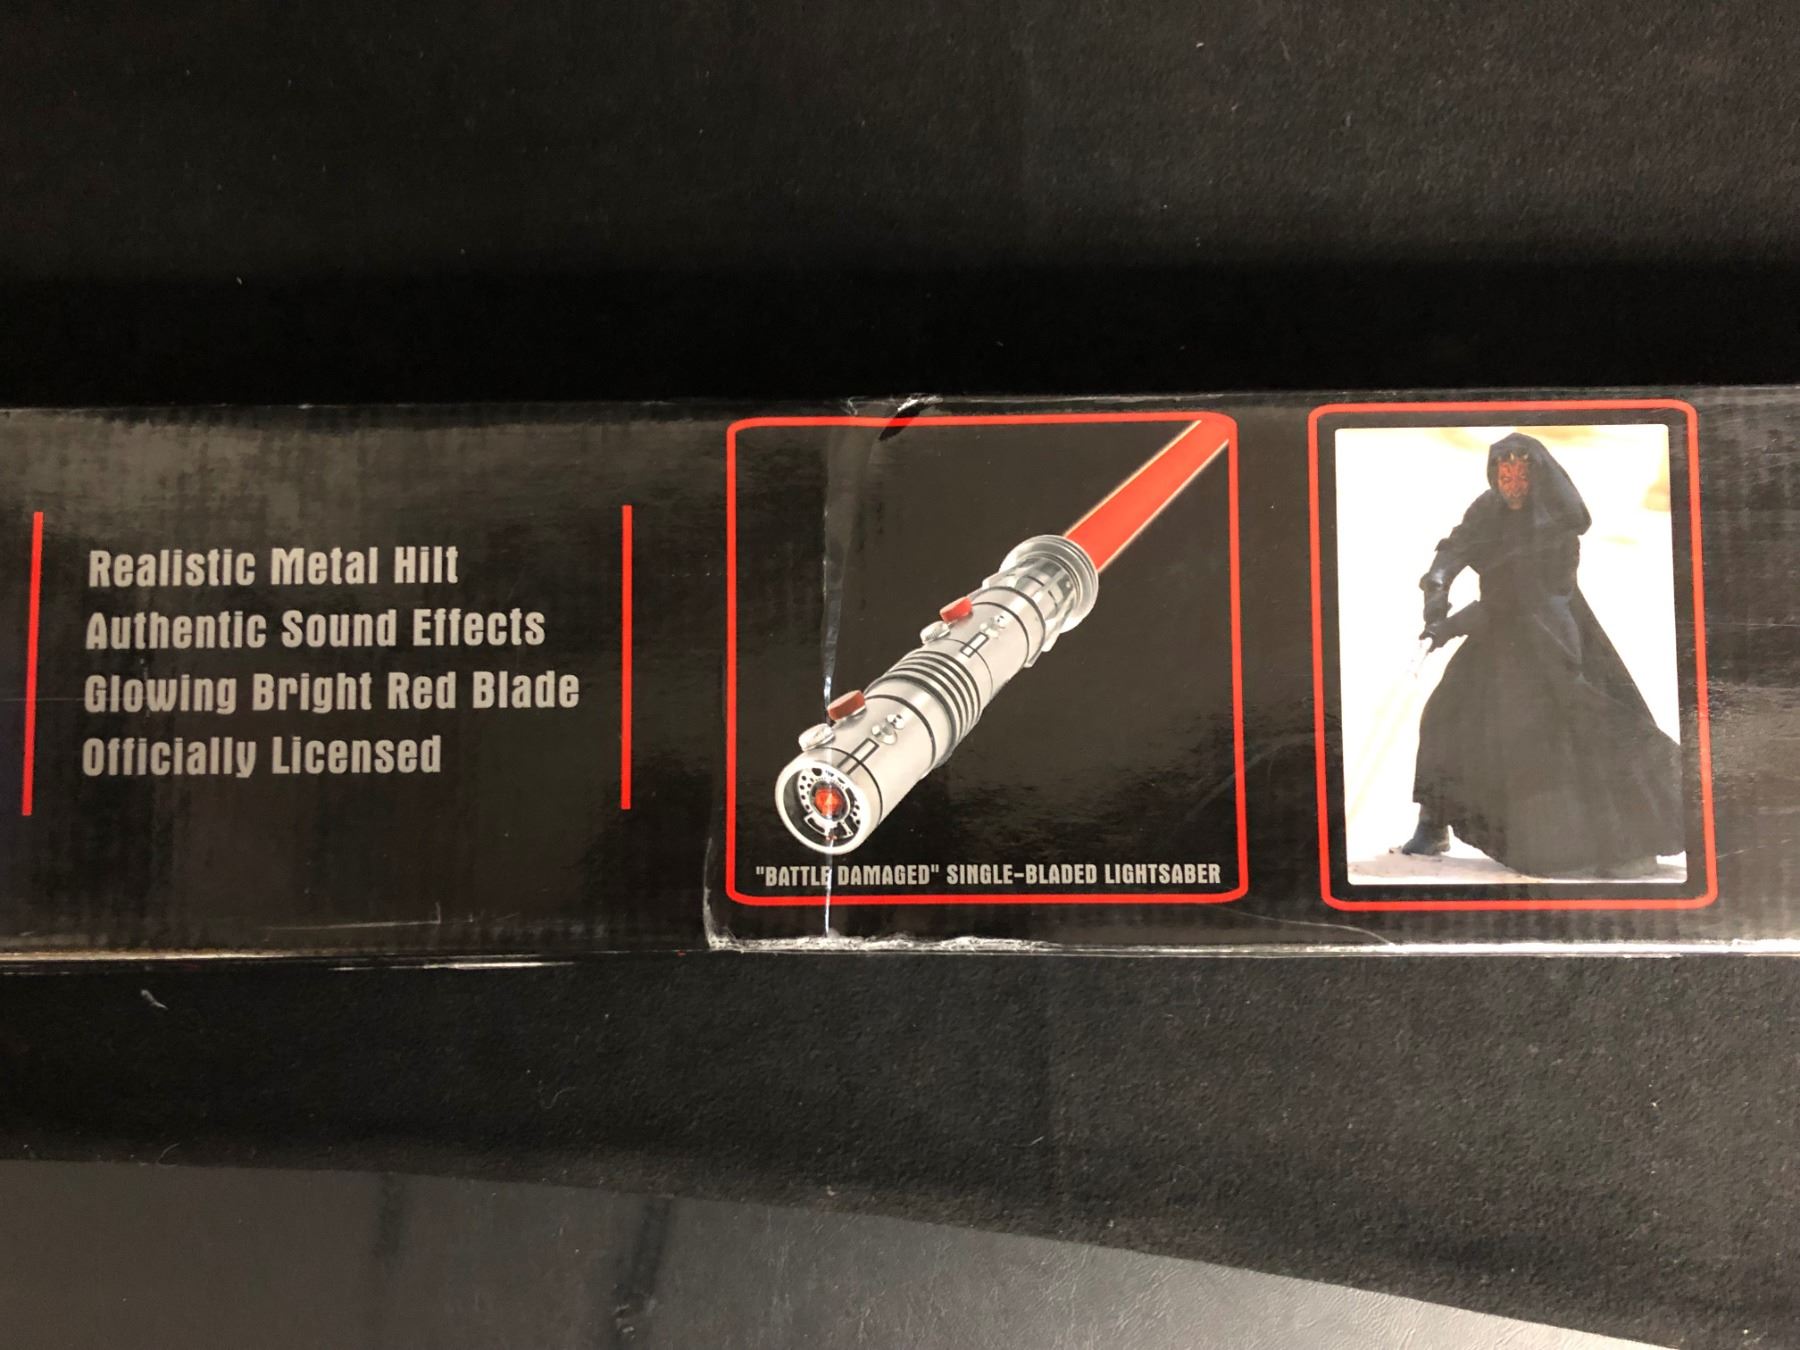 Realistic Metal Hilt
Authentic Sound Effects
Glowing Bright Red Blade
Officially Licensed
"BATTLE DAMAGED" SINGLE-BLADED LIGHTSABER